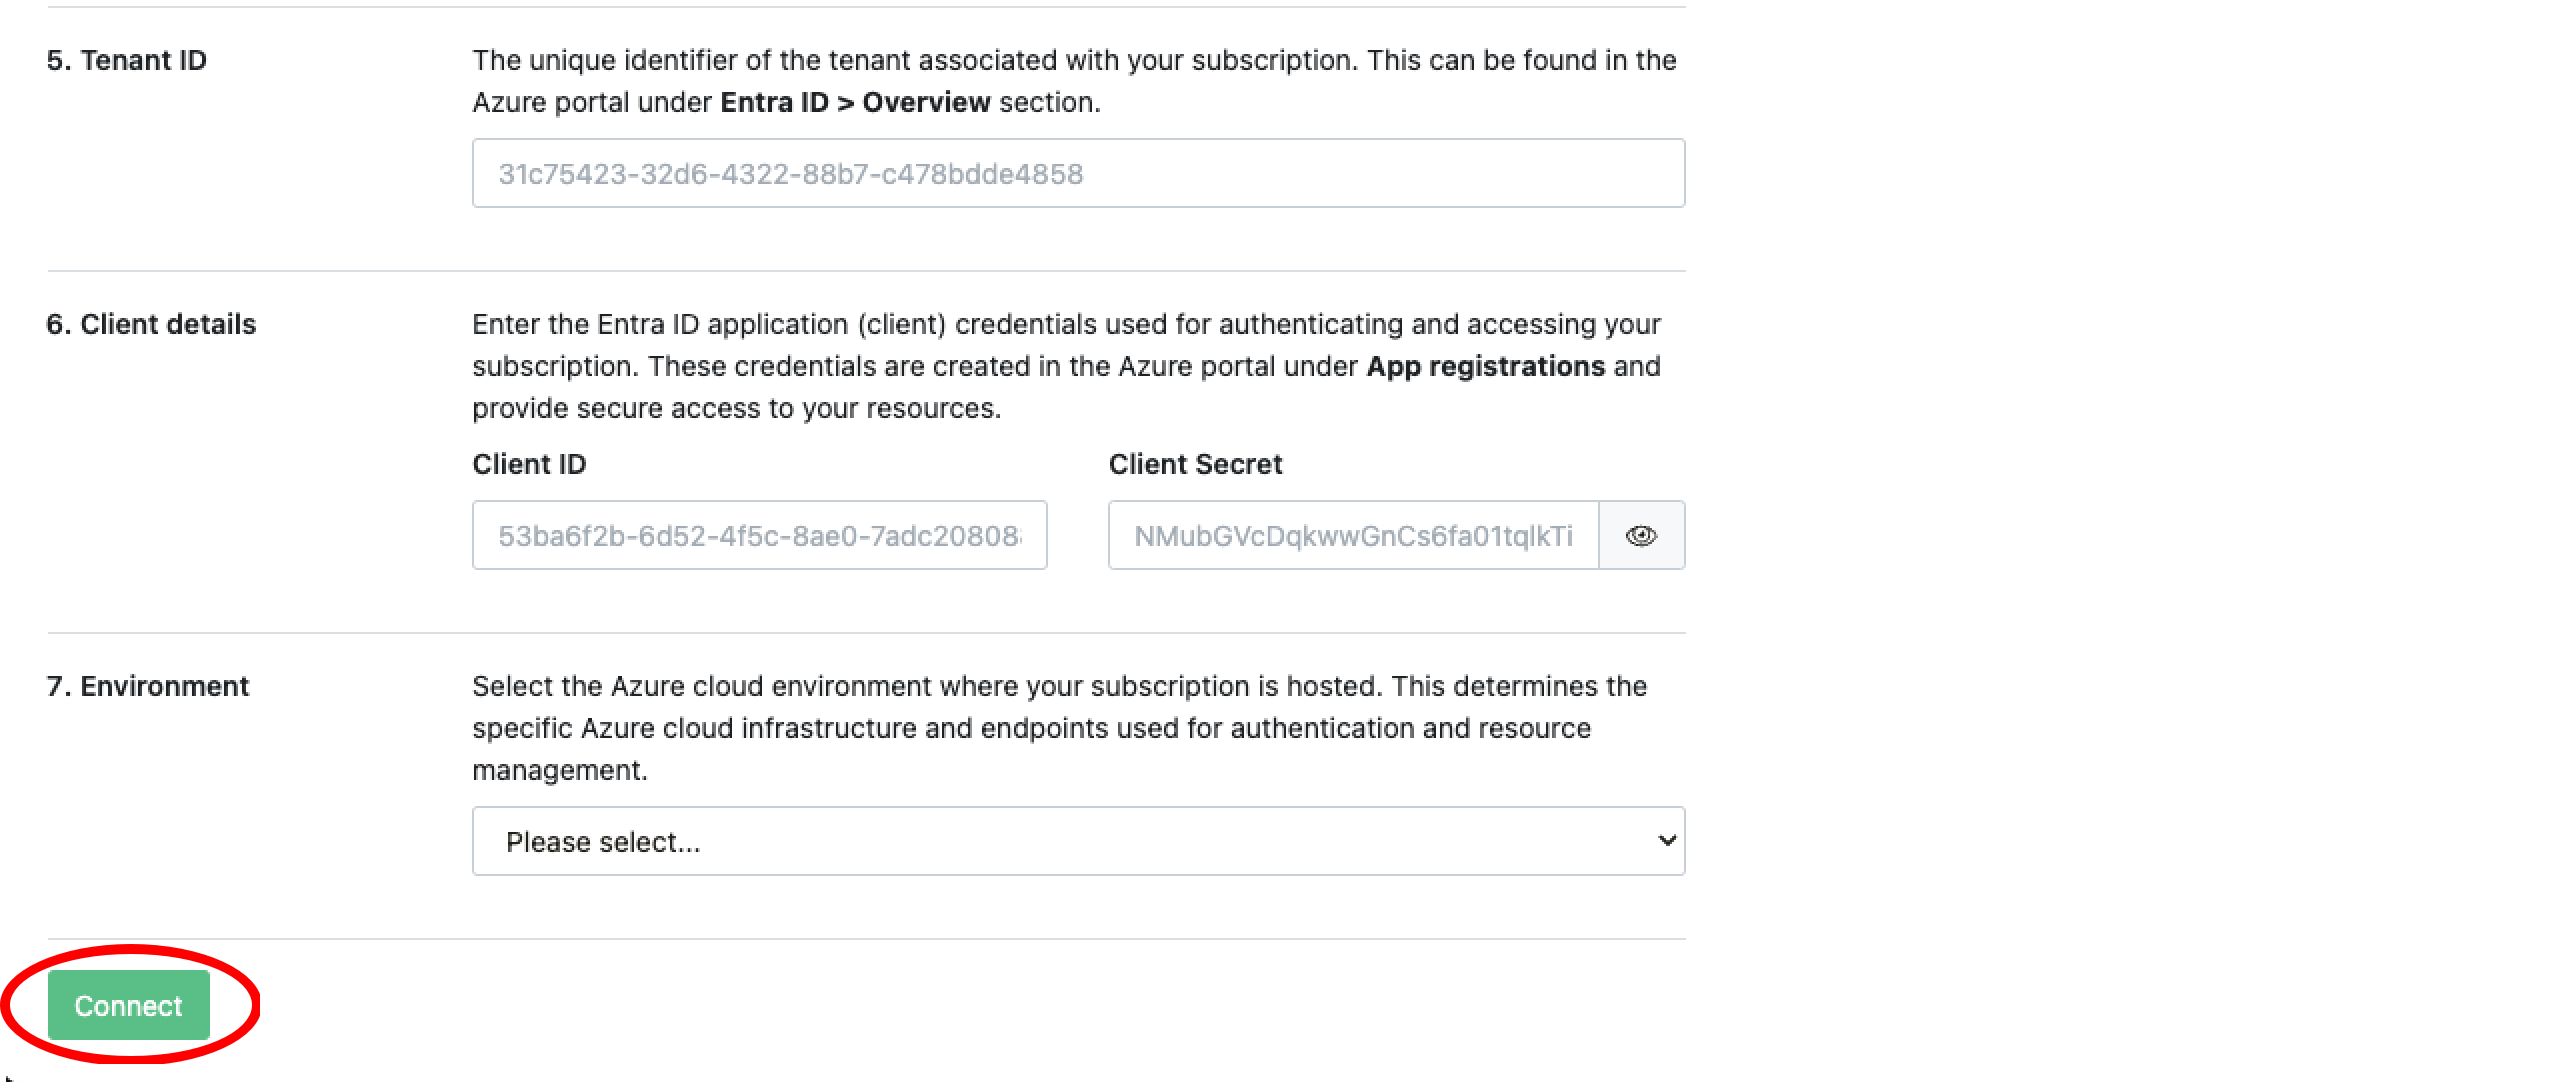 5. Tenant ID
The unique identifier of the tenant associated with your subscription. This can be found in the
Azure portal under Entra ID > Overview section.
31c75423-32d6-4322-88b7-c478bdde4858
6. Client details
Enter the Entra ID application (client) credentials used for authenticating and accessing your
subscription. These credentials are created in the Azure portal under App registrations and
provide secure access to your resources.
Client ID
Client Secret
53ba6f2b-6d52-4f5c-8ae0-7adc20808
NMubGVcDqkwwGnCs6fa01tqlkTi
7. Environment
Select the Azure cloud environment where your subscription is hosted. This determines the
specific Azure cloud infrastructure and endpoints used for authentication and resource
management.
Please select...
Connect